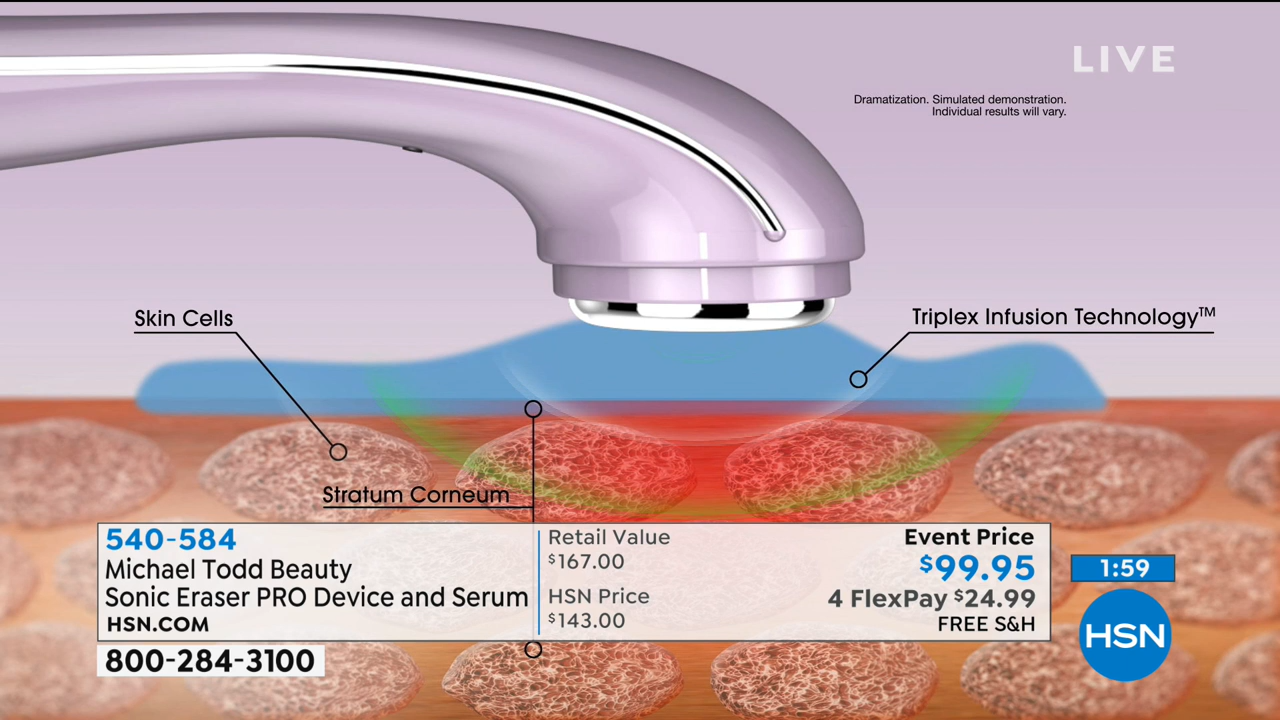 LIVE
Dramatization. Simulated demonstration.
Individual results will vary.
Skin Cells
Triplex Infusion Technology™
Stratum Corneum
540-584
Michael Todd Beauty
Sonic Eraser PRO Device and Serum
HSN.COM
Retail Value
$167.00
HSN Price
$143.00
Event Price
$99.95
4 FlexPay $24.99
FREE S&H
1:59
HSN
800-284-3100